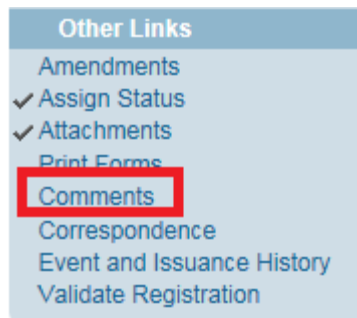 Other Links
Amendments
Assign Status
Attachments
Print Forms
Comments
Correspondence
Event and Issuance History
Validate Registration